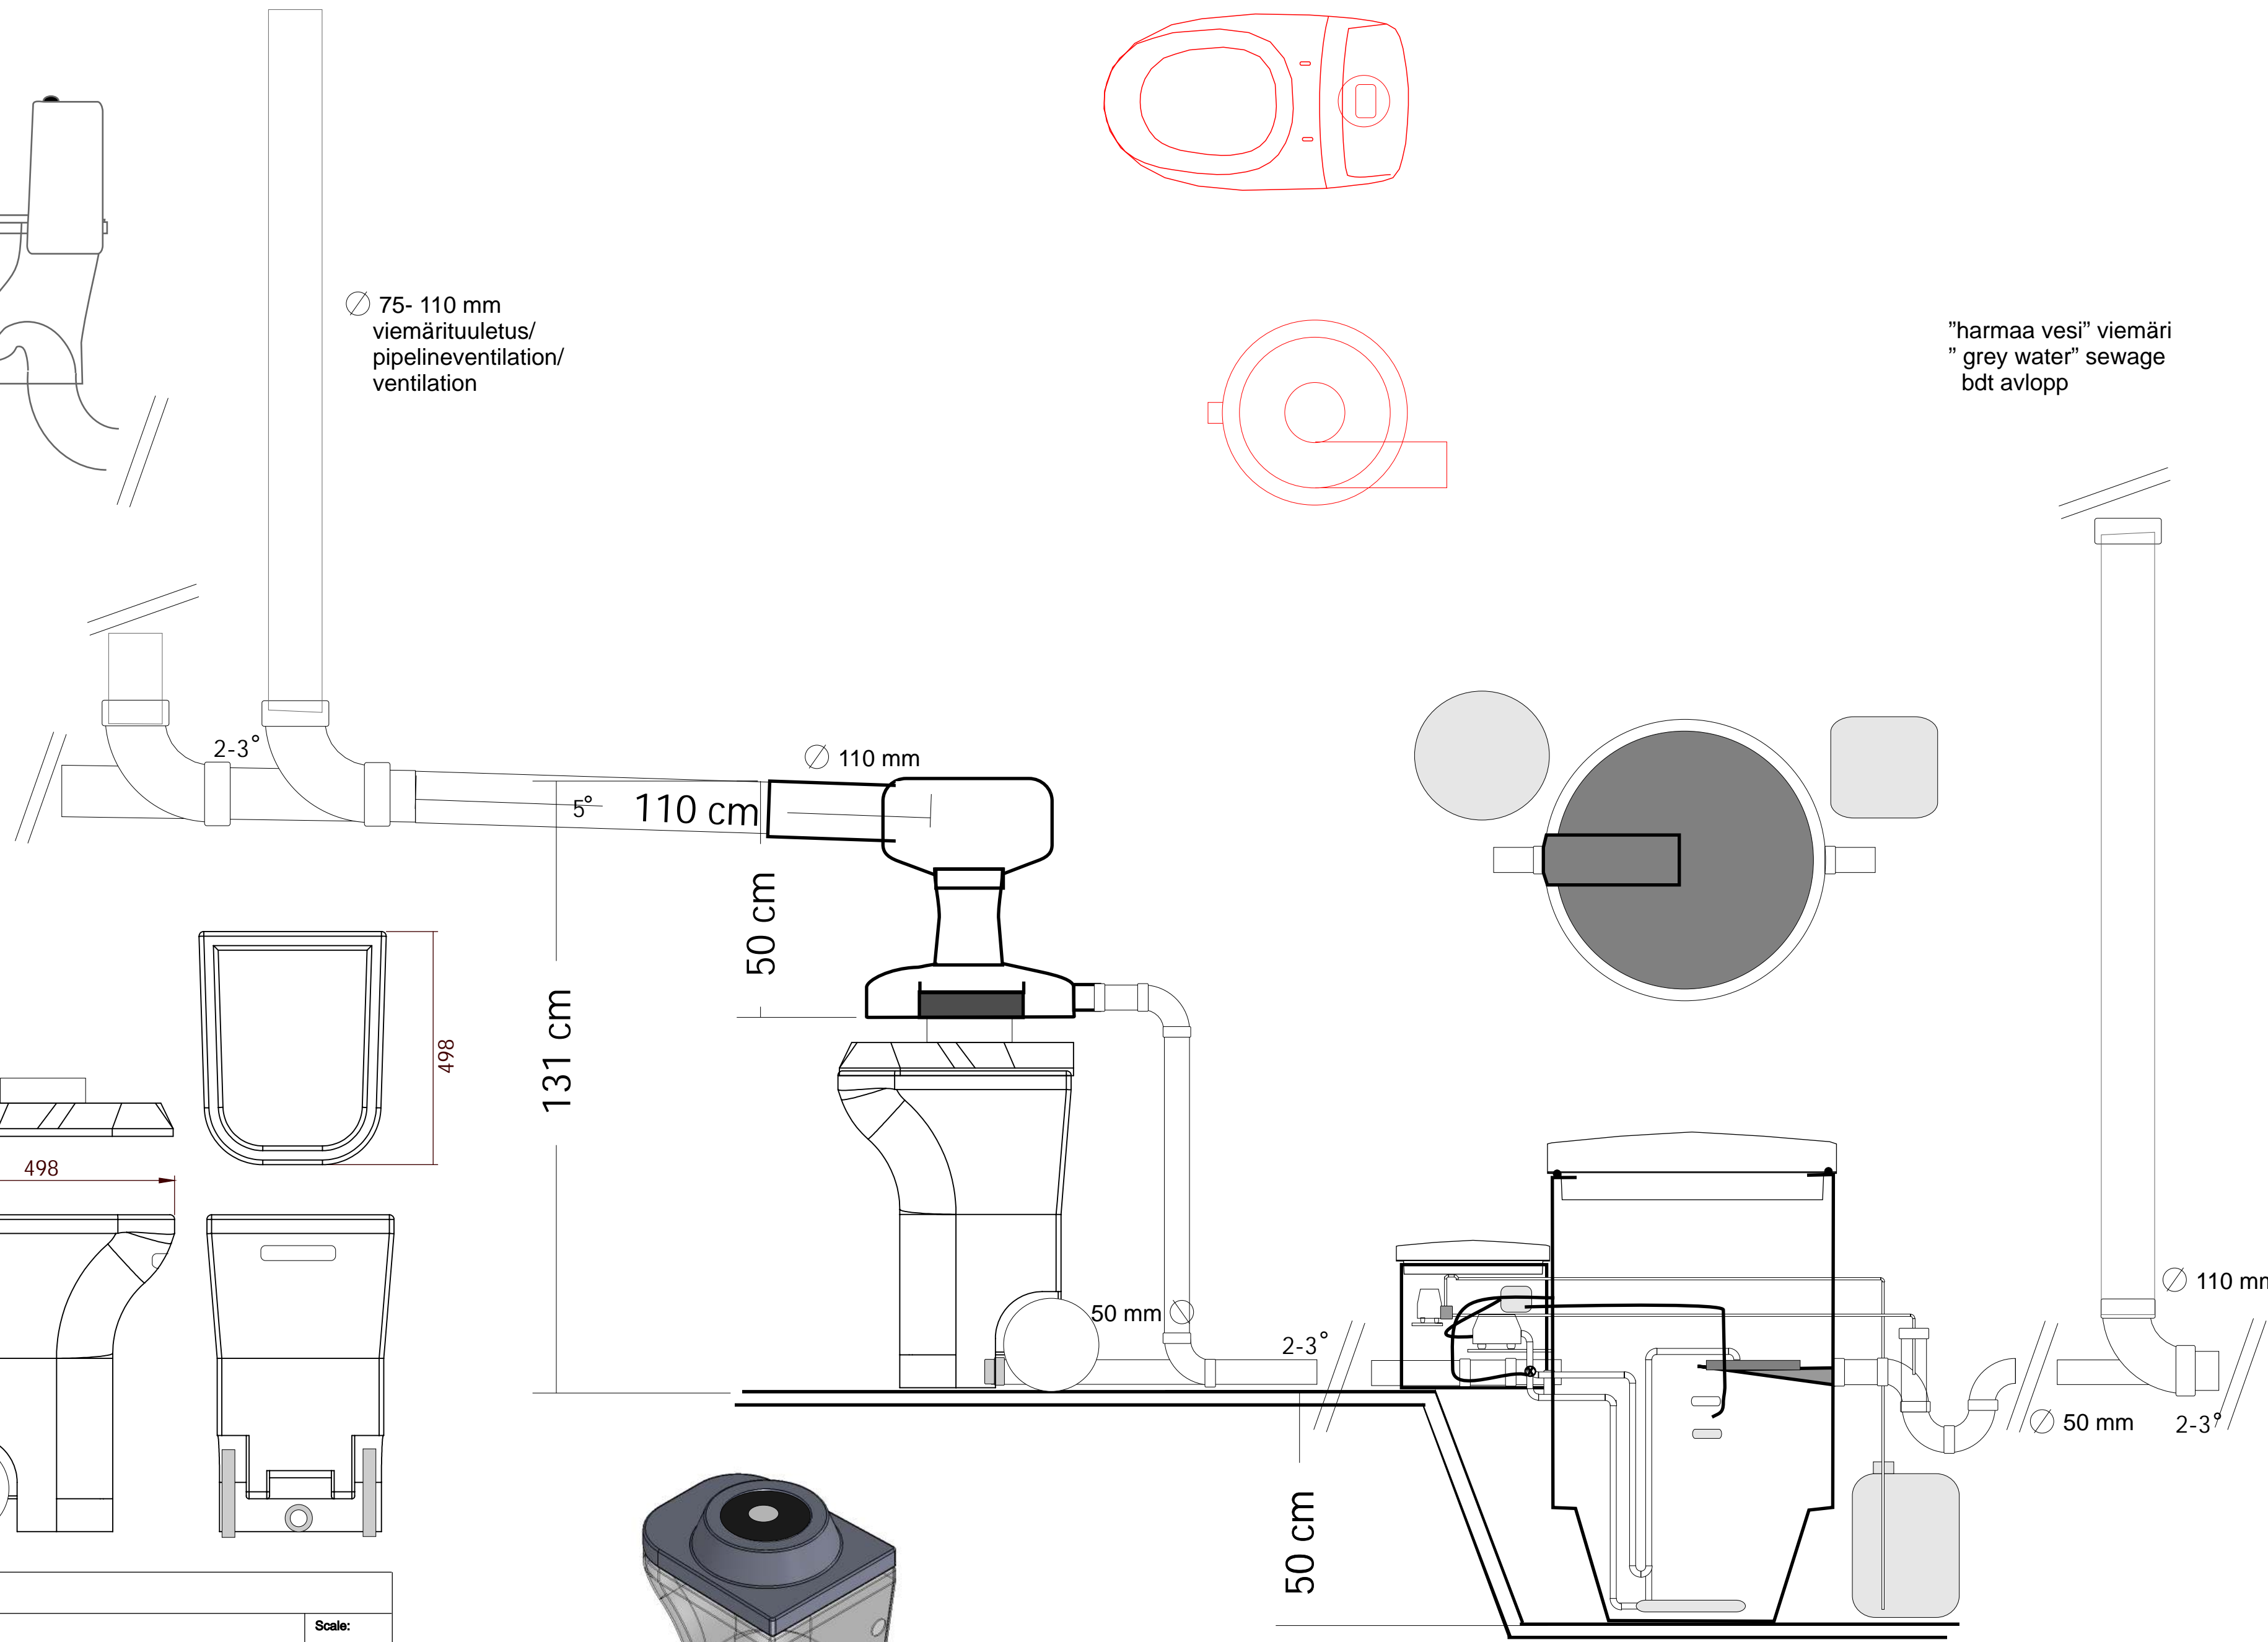 ∅ 75- 110 mm
viemärituuletus/
pipelineventilation/
ventilation
”harmaa vesi” viemäri
” grey water” sewage
bdt avlopp
2-3°
∅ 110 mm
5°
110 cm
50 cm
131 cm
498
498
50 mm ∅
2-3°
∅ 110 mm
∅ 50 mm
2-3°
50 cm
Scale: